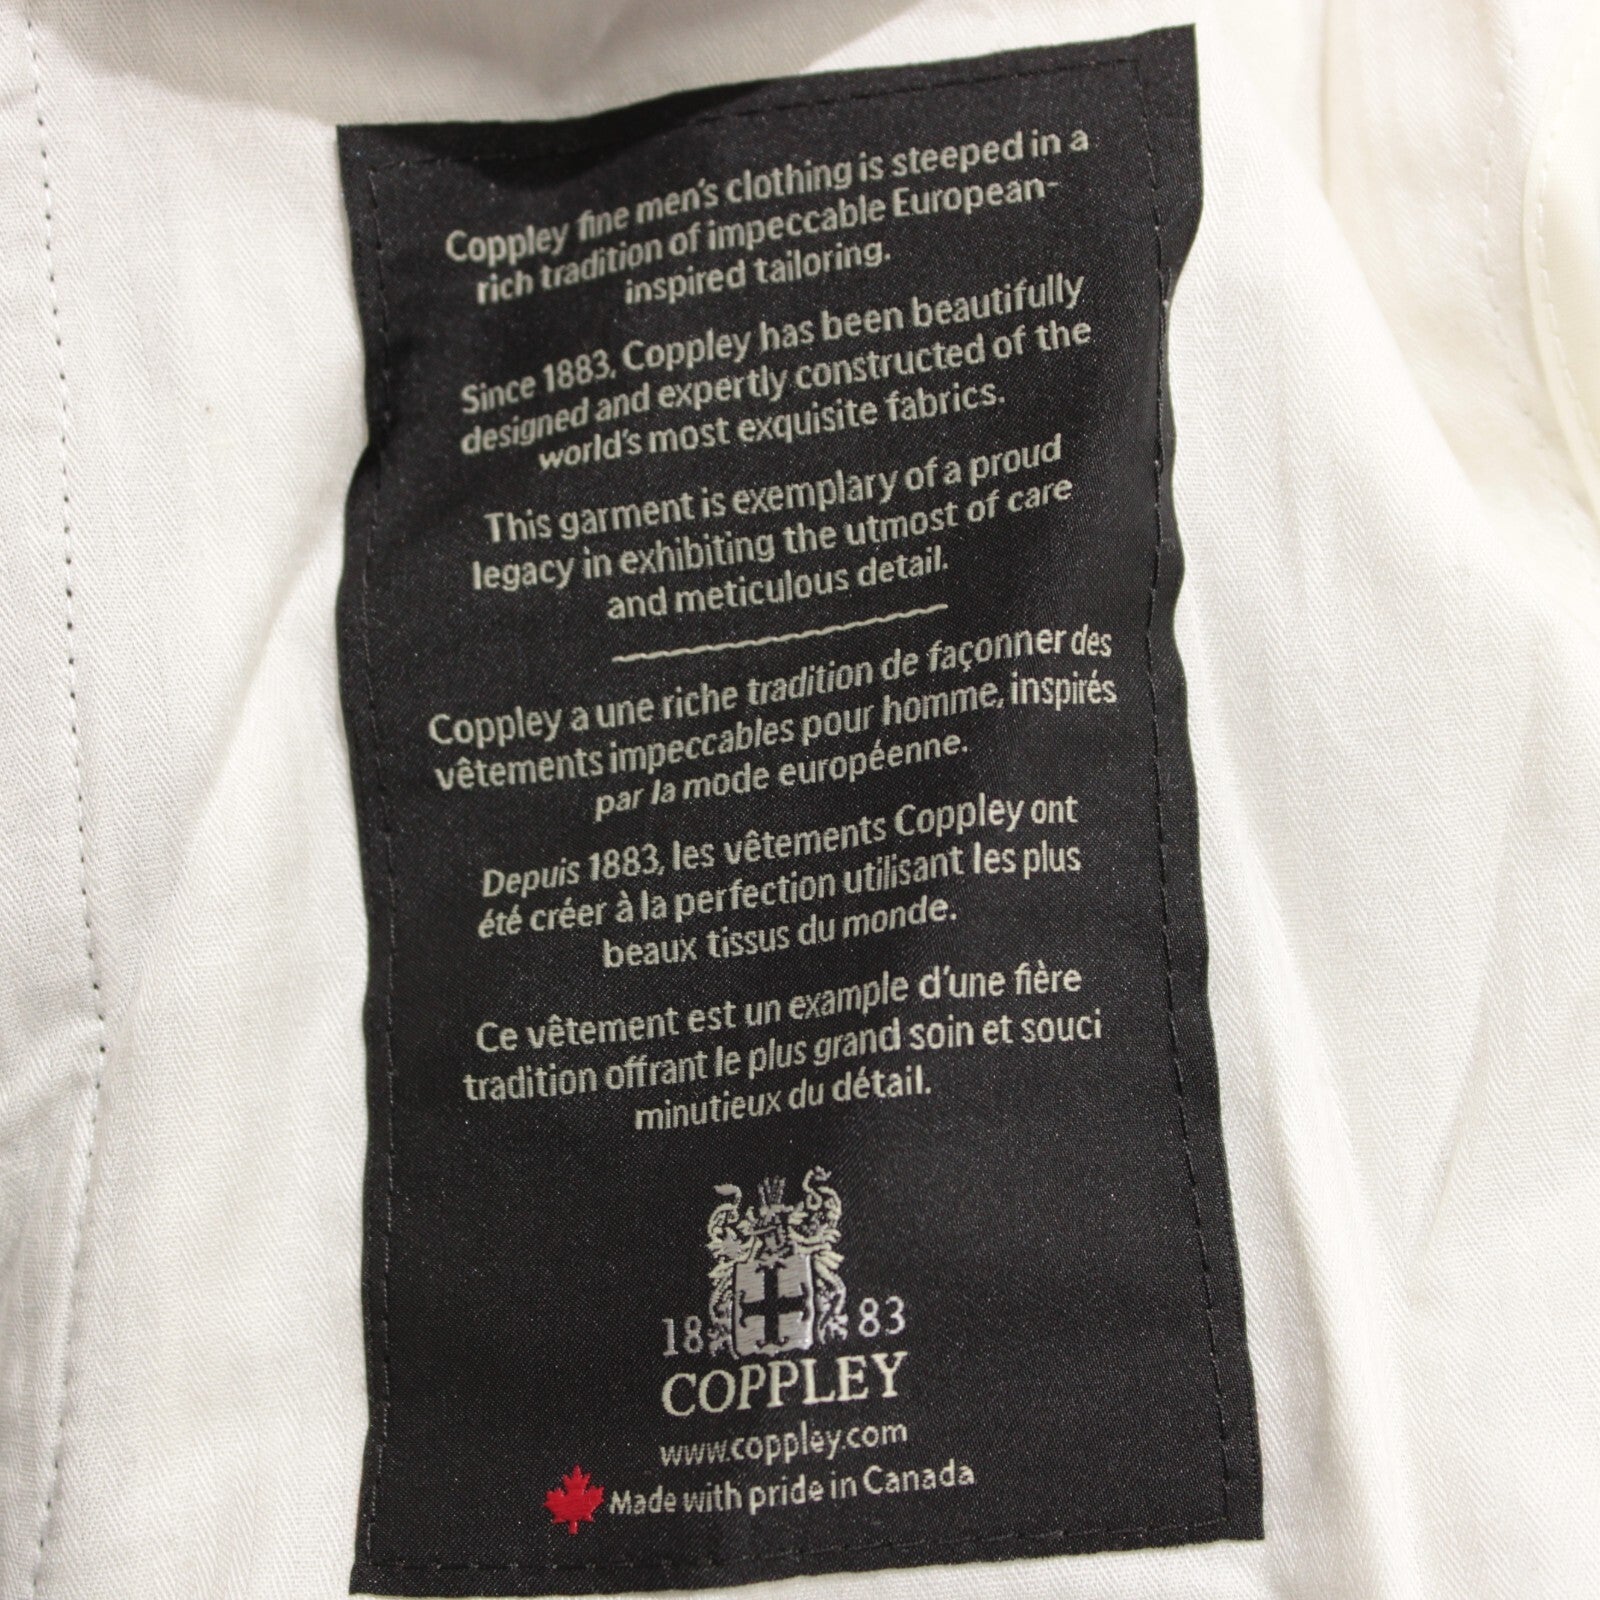 Coppley fine men's clothing is steeped in a
rich tradition of impeccable European-
inspired tailoring.
Since 1883, Coppley has been beautifully
designed and expertly constructed of the
world's most exquisite fabrics.
This garment is exemplary of a proud
legacy in exhibiting the utmost of care
and meticulous detail.
Coppley a une riche tradition de façonner des
vêtements impeccables pour homme, inspirés
par la mode européenne.
Depuis 1883, les vêtements Coppley ont
été créer à la perfection utilisant les plus
beaux tissus du monde.
Ce vêtement est un example d'une fière
tradition offrant le plus grand soin et souci
minutieux du détail.
18 83
COPPLEY
www.coppley.com
Made with pride in Canada